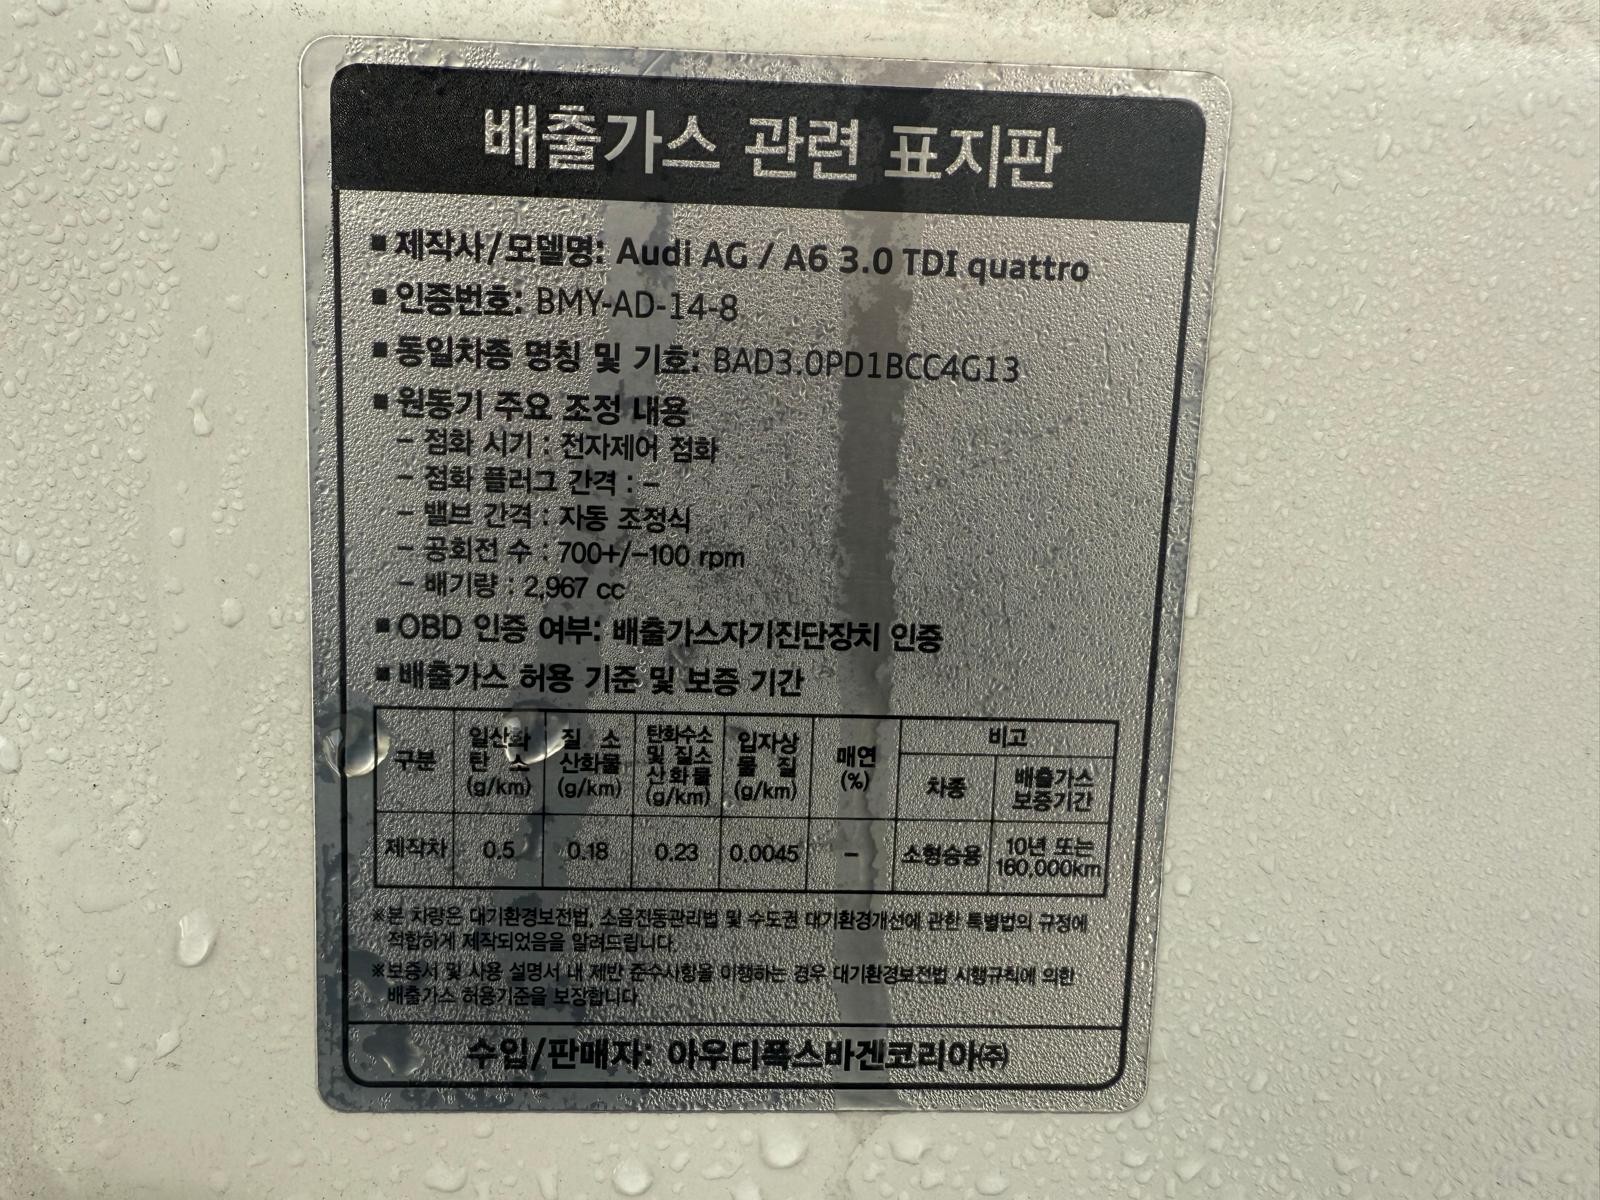 배출가스 관련 표지판
■ 제작사/모델명: Audi AG / A6 3.0 TDI quattro
■ 인증번호: BMY-AD-14-8
■ 동일차종 명칭 및 기호: BAD3.0PD1BCC4G13
■ 원동기 주요 조정 내용
- 점화 시기 : 전자제어 점화
- 점화 플러그 간격 : -
- 밸브 간격 : 자동 조정식
- 공회전 수 : 700+/-100 rpm
- 배기량 : 2,967 cc
■ OBD 인증 여부: 배출가스자기진단장치 인증
■ 배출가스 허용 기준 및 보증 기간
구분
일산화
탄 소
(g/km)
질 소
산화물
(g/km)
탄화수소
및 질소
산화물
(g/km)
입자상
물 질
(g/km)
매연
(%)
비고
차종
배출가스
보증기간
제작차 0.5 0.18 0.23 0.0045 - 소형승용
10년 또는
160,000km
※본 차량은 대기환경보전법, 소음진동관리법 및 수도권 대기환경개선에 관한 특별법의 규정에
적합하게 제작되었음을 알려드립니다.
※보증서 및 사용 설명서 내 제반 준수사항을 이행하는 경우 대기환경보전법 시행규칙에 의한
배출가스 허용기준을 보장합니다.
수입/판매자: 아우디폭스바겐코리아㈜